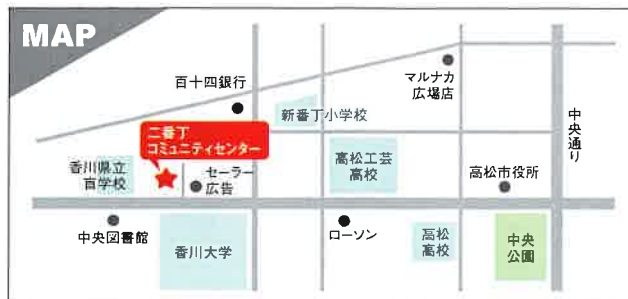 MAP
百十四銀行
マルナカ
広場店
新番丁小学校
中央通り
二番丁
コミュニティセンター
香川県立
盲学校
セーラー
広告
高松工芸
高校
高松市役所
中央図書館
香川大学
ローソン
高松
高校
中央
公園